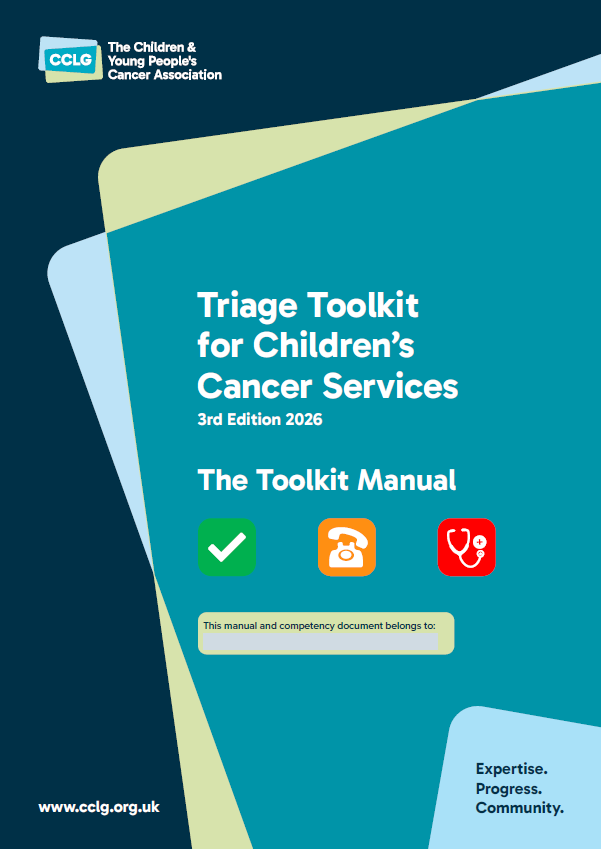 CCLG
The Children &
Young People's
Cancer Association
Triage Toolkit
for Children's
Cancer Services
3rd Edition 2026
The Toolkit Manual
This manual and competency document belongs to:
Expertise.
Progress.
Community.
www.cclg.org.uk